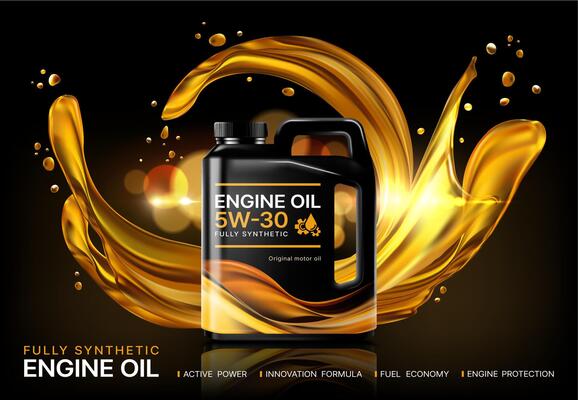 ENGINE OIL
5W-30
FULLY SYNTHETIC
Original motor oil
FULLY SYNTHETIC
ENGINE OIL
ACTIVE POWER
INNOVATION FORMULA
FUEL ECONOMY
ENGINE PROTECTION